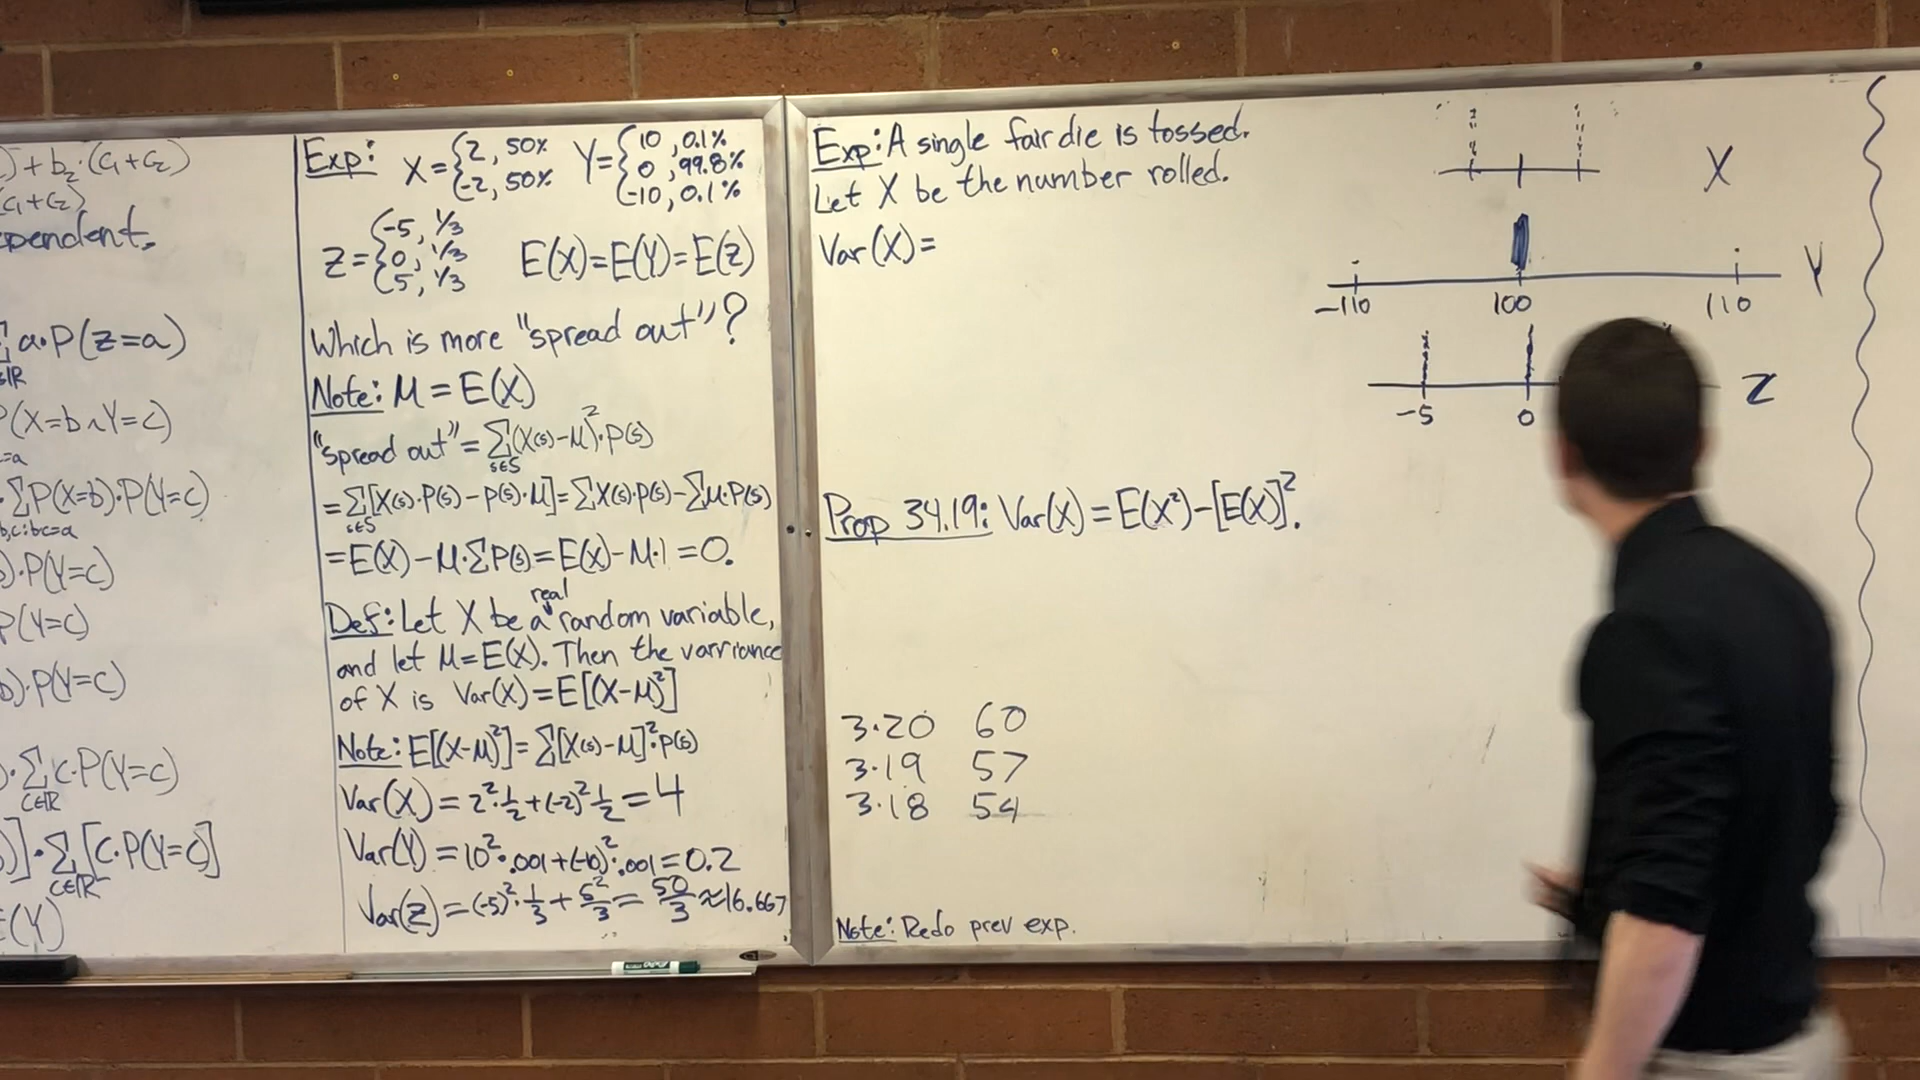 ) + b₂·(c₁+c₂)
(c₁+c₂)
pendent.
a·P(z=a)
∈ℝ
P(X=b∧Y=c)
=a
·∑P(X=b)·P(Y=c)
b,c:bc=a
)·P(Y=c)
P(Y=c)
b)·P(Y=c)
)·∑c·P(Y=c)
c∈ℝ
)]·∑[c·P(Y=c)]
c∈ℝ
E(Y)
Exp: X={2, 50% Y={10, 0.1%
-2, 50% 0, 99.8%
-10, 0.1%
Z={-5, 1/3
0, 1/3
5, 1/3
E(X)=E(Y)=E(Z)
Which is more "spread out"?
Note: μ = E(X)
"spread out" = ∑(X(s)-μ)²·P(s)
s∈S
=∑[X(s)·P(s)-P(s)·μ]=∑X(s)·P(s)-∑μ·P(s)
s∈S
=E(X)-μ·∑P(s)=E(X)-μ·1=0.
Def: Let X be a real random variable,
and let μ=E(X). Then the varriance
of X is Var(X)=E[(X-μ)²]
Note: E[(X-μ)²]=∑[X(s)-μ]²·P(s)
Var(X)=2²·1/2+(-2)²·1/2=4
Var(Y)=10²·.001+(-10)²·.001=0.2
Var(Z)=(-5)²·1/3+5²/3=50/3≈16.667
Exp: A single fair die is tossed.
Let X be the number rolled.
Var(X)=
Prop 34.19: Var(X)=E(X²)-[E(X)]².
3·20 60
3·19 57
3·18 54
Note: Redo prev exp.
X
-110 100 110 Y
-5 0 Z